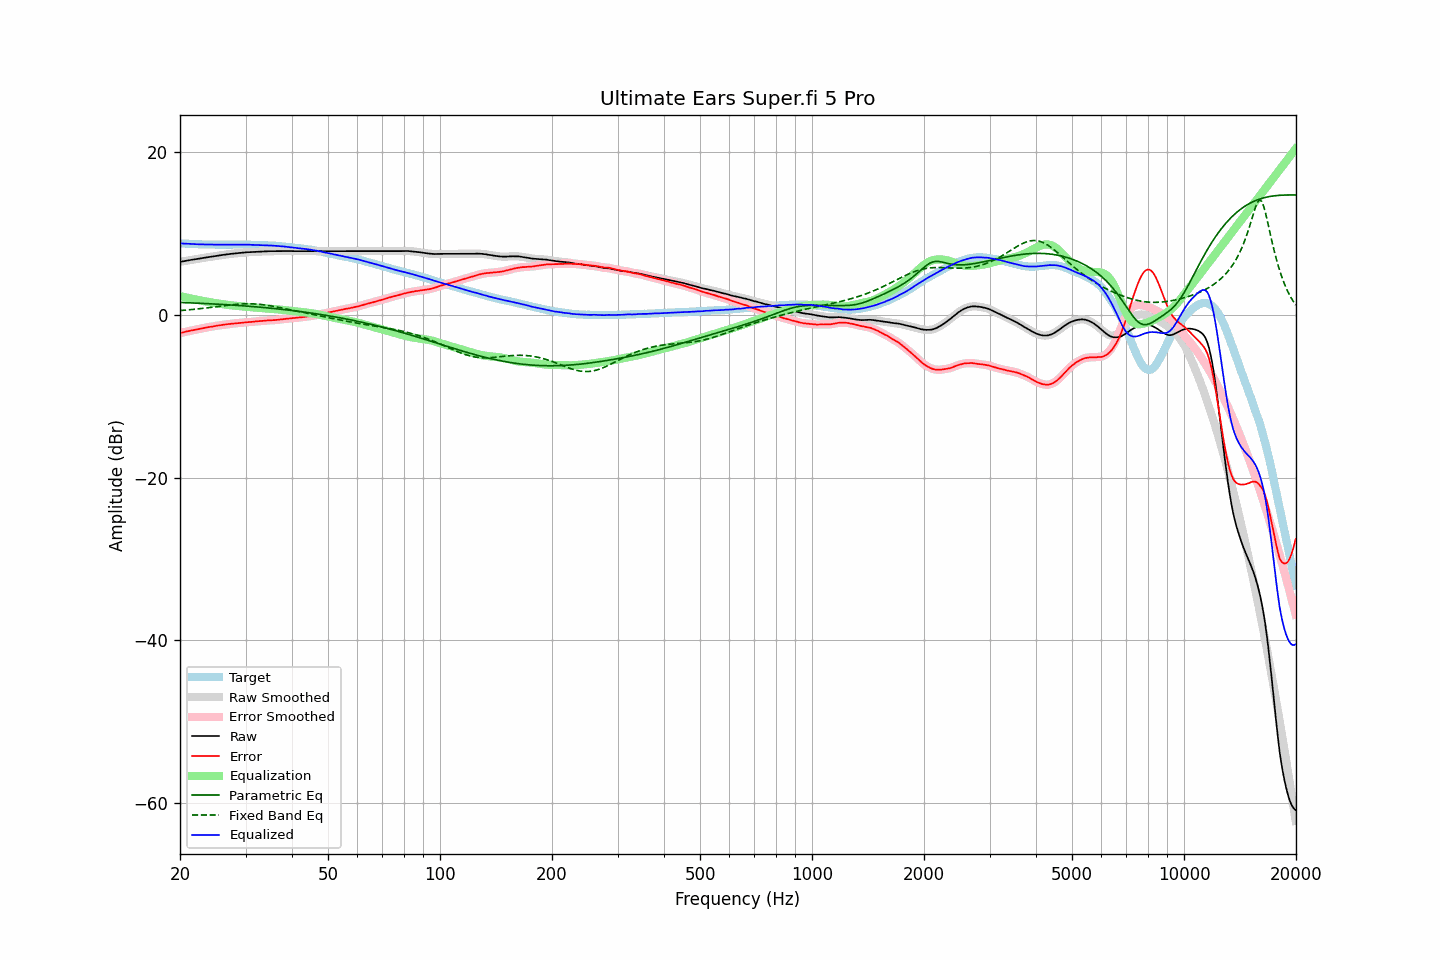 Ultimate Ears Super.fi 5 Pro
20
0
−20
−40
−60
Amplitude (dBr)
Target
Raw Smoothed
Error Smoothed
Raw
Error
Equalization
Parametric Eq
Fixed Band Eq
Equalized
20 50 100 200 500 1000 2000 5000 10000 20000
Frequency (Hz)